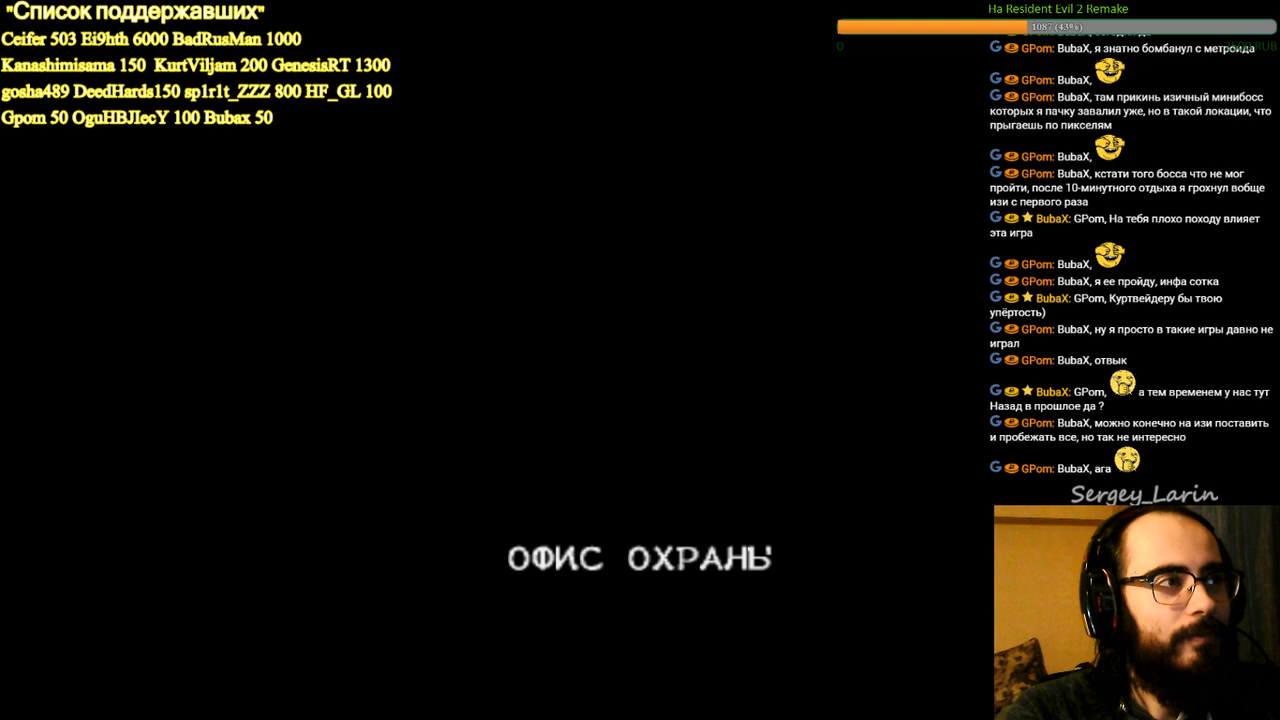 "Список поддержавших"
Ceifer 503 Ei9hth 6000 BadRusMan 1000
Kanashimisama 150 KurtViljam 200 GenesisRT 1300
gosha489 DeedHards150 sp1r1t_ZZZ 800 HF_GL 100
Gpom 50 OguHBJIecY 100 Bubax 50
На Resident Evil 2 Remake
1087 (43%)
0
GPom: BubaX, я знатно бомбанул с метроида
GPom: BubaX,
GPom: BubaX, там прикинь изичный минибосс
которых я пачку завалил уже, но в такой локации, что
прыгаешь по пикселям
GPom: BubaX,
GPom: BubaX, кстати того босса что не мог
пройти, после 10-минутного отдыха я грохнул вобще
изи с первого раза
BubaX: GPom, На тебя плохо походу влияет
эта игра
GPom: BubaX,
GPom: BubaX, я ее пройду, инфа сотка
BubaX: GPom, Куртвейдеру бы твою
упёртость)
GPom: BubaX, ну я просто в такие игры давно не
играл
GPom: BubaX, отвык
BubaX: GPom, а тем временем у нас тут
Назад в прошлое да ?
GPom: BubaX, можно конечно на изи поставить
и пробежать все, но так не интересно
GPom: BubaX, ага
Sergey_Larin
ОФИС ОХРАНЫ